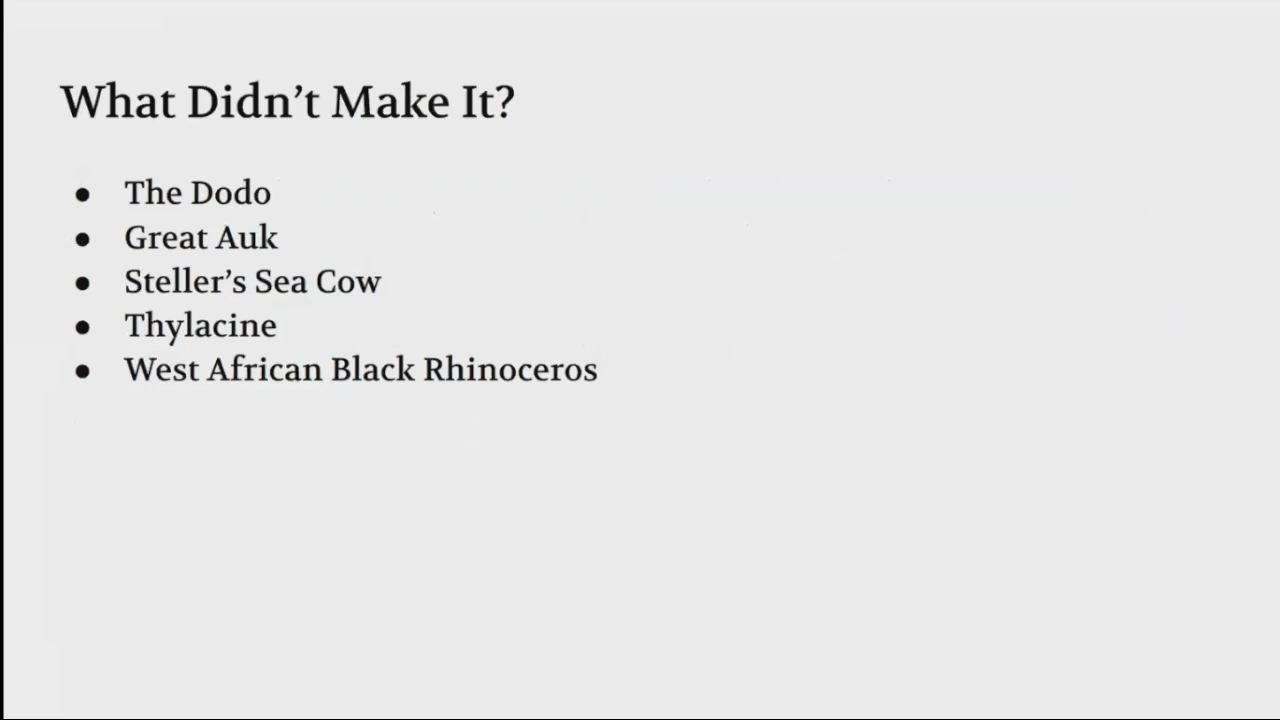 What Didn’t Make It?
● The Dodo
● Great Auk
● Steller’s Sea Cow
● Thylacine
● West African Black Rhinoceros